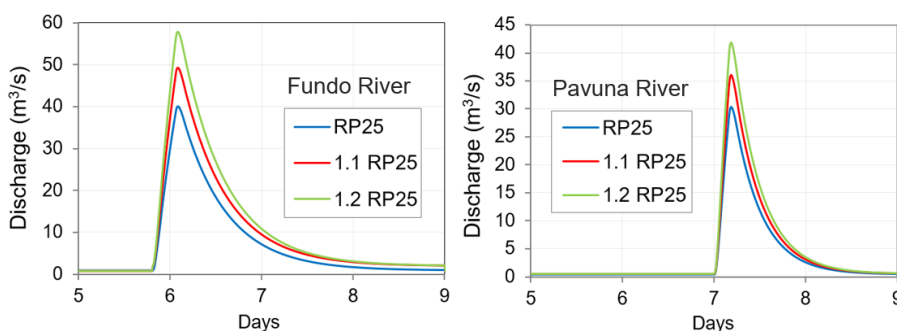 60
50
40
30
20
10
0
Discharge (m³/s)
Fundo River
RP25
1.1 RP25
1.2 RP25
5 6 7 8 9
Days
45
40
35
30
25
20
15
10
5
0
Discharge (m³/s)
Pavuna River
RP25
1.1 RP25
1.2 RP25
5 6 7 8 9
Days